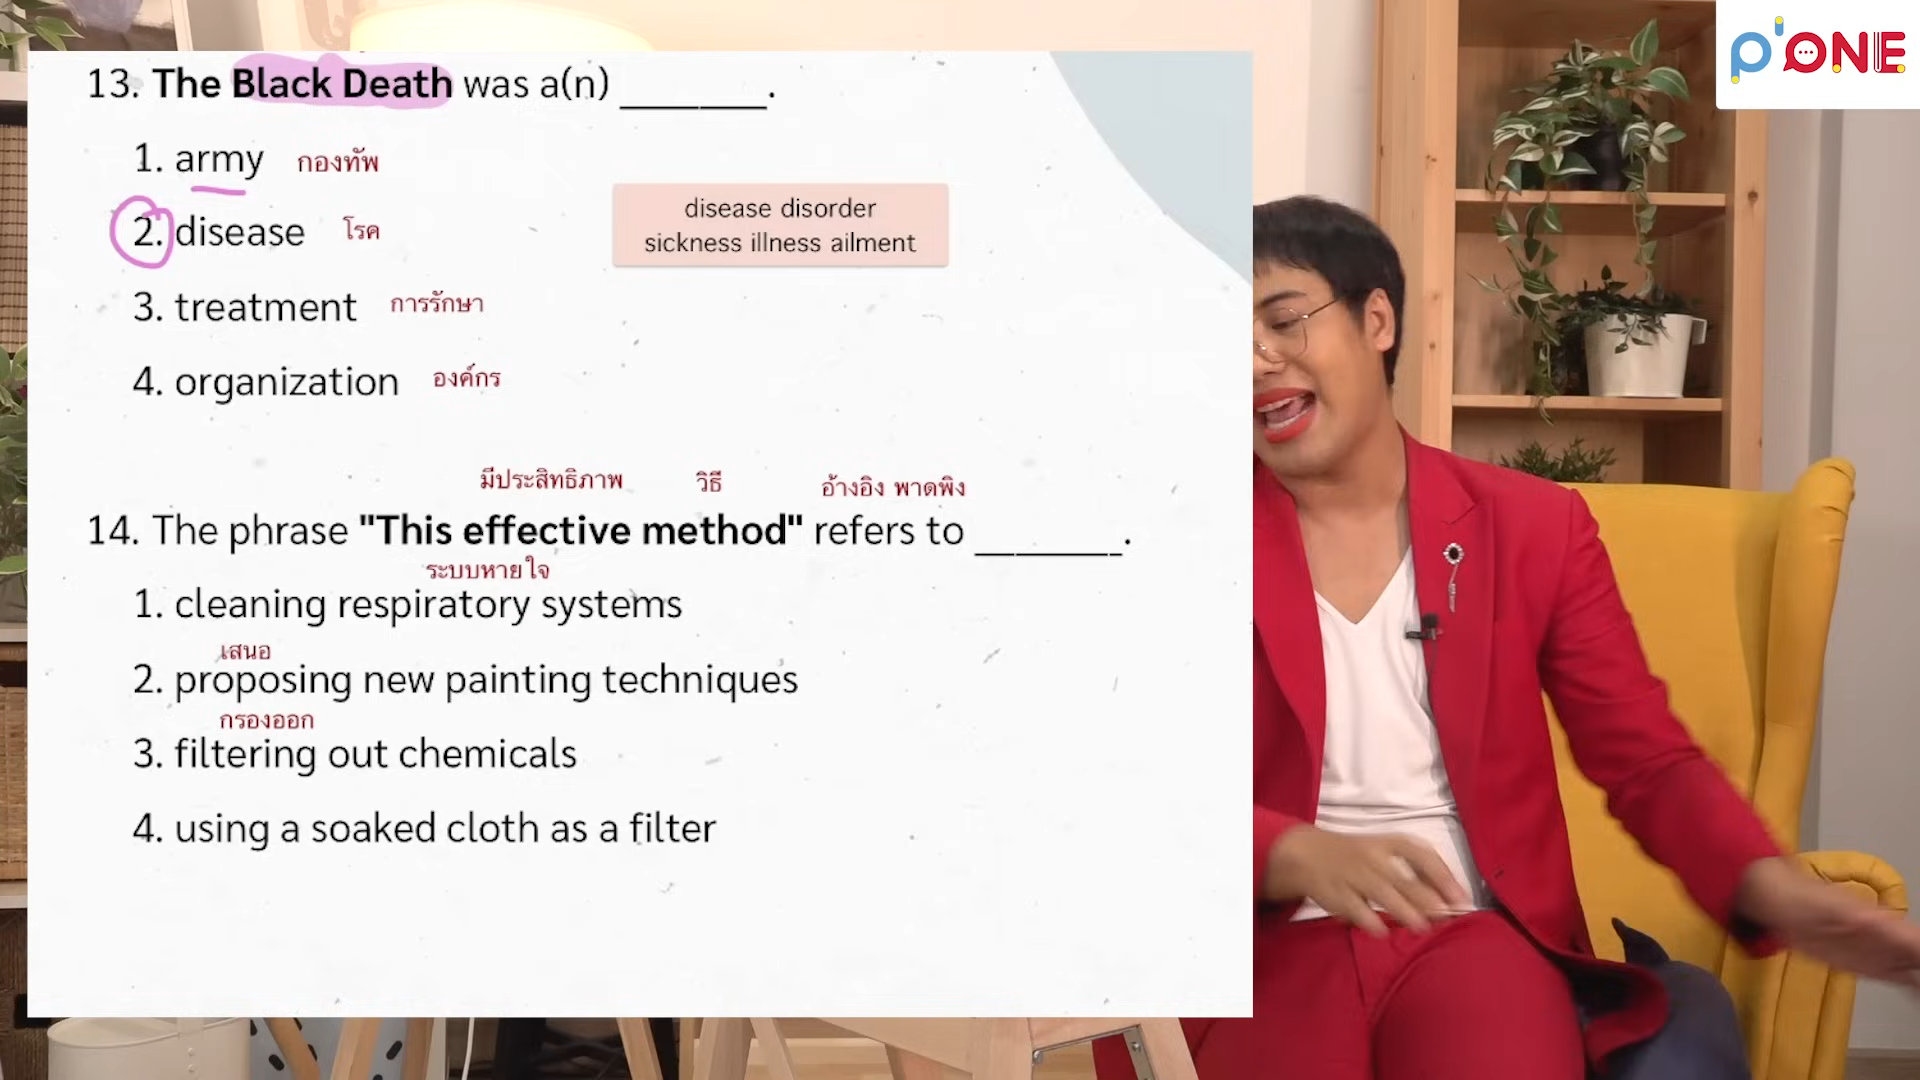 P'ONE
13. The Black Death was a(n) ______.
1. army กองทัพ
2. disease โรค
disease disorder
sickness illness ailment
3. treatment การรักษา
4. organization องค์กร
มีประสิทธิภาพ วิธี อ้างอิง พาดพิง
14. The phrase "This effective method" refers to ______.
ระบบหายใจ
1. cleaning respiratory systems
เสนอ
2. proposing new painting techniques
กรองออก
3. filtering out chemicals
4. using a soaked cloth as a filter